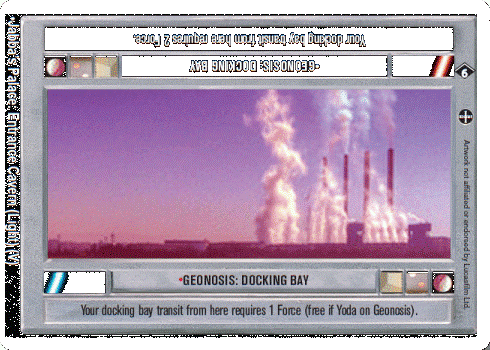 Your docking bay transit from here requires 2 Force.
•GEONOSIS: DOCKING BAY
6
Artwork not affiliated or endorsed by Lucasfilm Ltd.
•GEONOSIS: DOCKING BAY
Your docking bay transit from here requires 1 Force (free if Yoda on Geonosis).